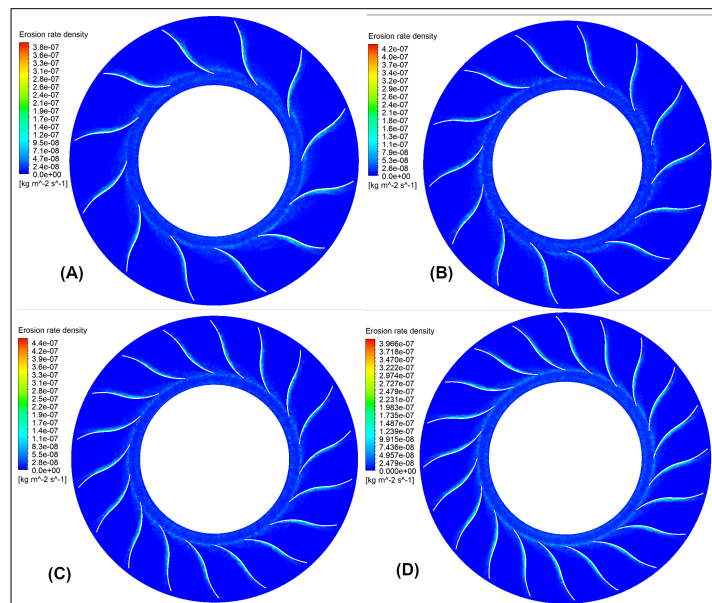 Erosion rate density
3.8e-07
3.6e-07
3.3e-07
3.1e-07
2.8e-07
2.6e-07
2.4e-07
2.1e-07
1.9e-07
1.7e-07
1.4e-07
1.2e-07
9.5e-08
7.1e-08
4.7e-08
2.4e-08
0.0e+00
[kg m^-2 s^-1]
(A)
Erosion rate density
4.2e-07
4.0e-07
3.7e-07
3.4e-07
3.2e-07
2.9e-07
2.6e-07
2.4e-07
2.1e-07
1.8e-07
1.6e-07
1.3e-07
1.1e-07
7.9e-08
5.3e-08
2.6e-08
0.0e+00
[kg m^-2 s^-1]
(B)
Erosion rate density
4.4e-07
4.2e-07
3.9e-07
3.6e-07
3.3e-07
3.1e-07
2.8e-07
2.5e-07
2.2e-07
1.9e-07
1.7e-07
1.4e-07
1.1e-07
8.3e-08
5.5e-08
2.8e-08
0.0e+00
[kg m^-2 s^-1]
(C)
Erosion rate density
3.966e-07
3.718e-07
3.470e-07
3.222e-07
2.974e-07
2.727e-07
2.479e-07
2.231e-07
1.983e-07
1.735e-07
1.487e-07
1.239e-07
9.915e-08
7.436e-08
4.957e-08
2.479e-08
0.000e+00
[kg m^-2 s^-1]
(D)